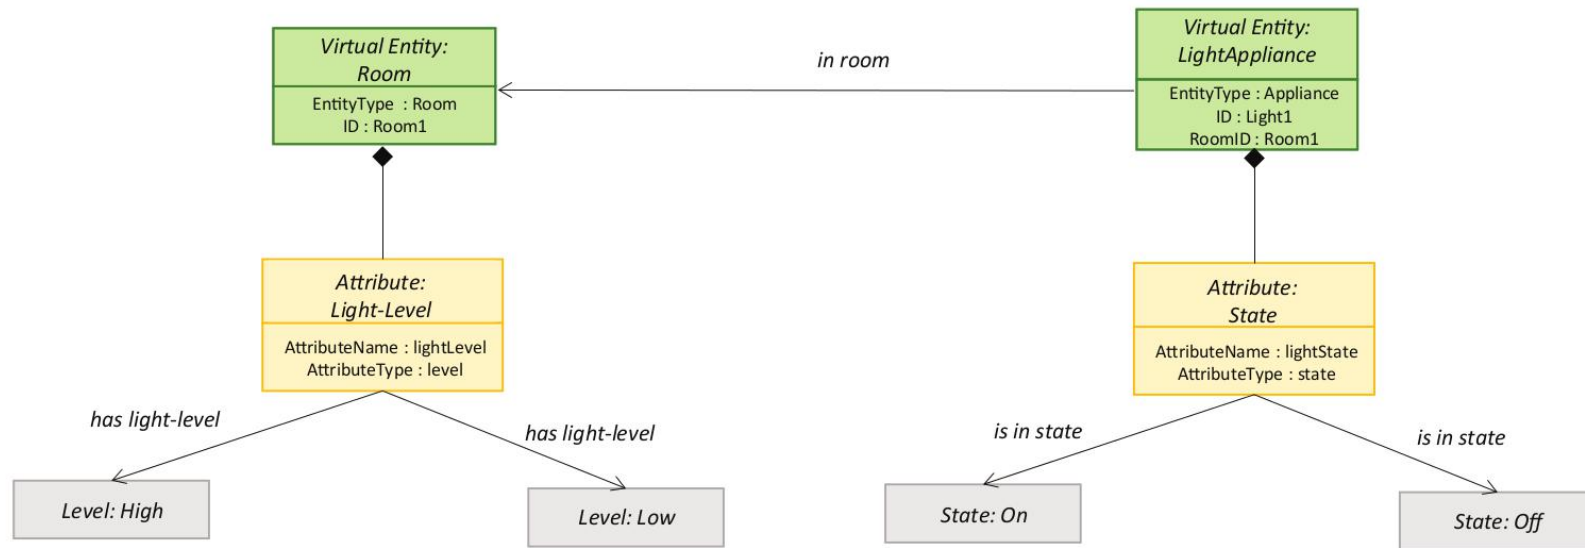 Virtual Entity:
Room
EntityType : Room
ID : Room1
in room
Virtual Entity:
LightAppliance
EntityType : Appliance
ID : Light1
RoomID : Room1
Attribute:
Light-Level
AttributeName : lightLevel
AttributeType : level
Attribute:
State
AttributeName : lightState
AttributeType : state
has light-level
has light-level
is in state
is in state
Level: High
Level: Low
State: On
State: Off